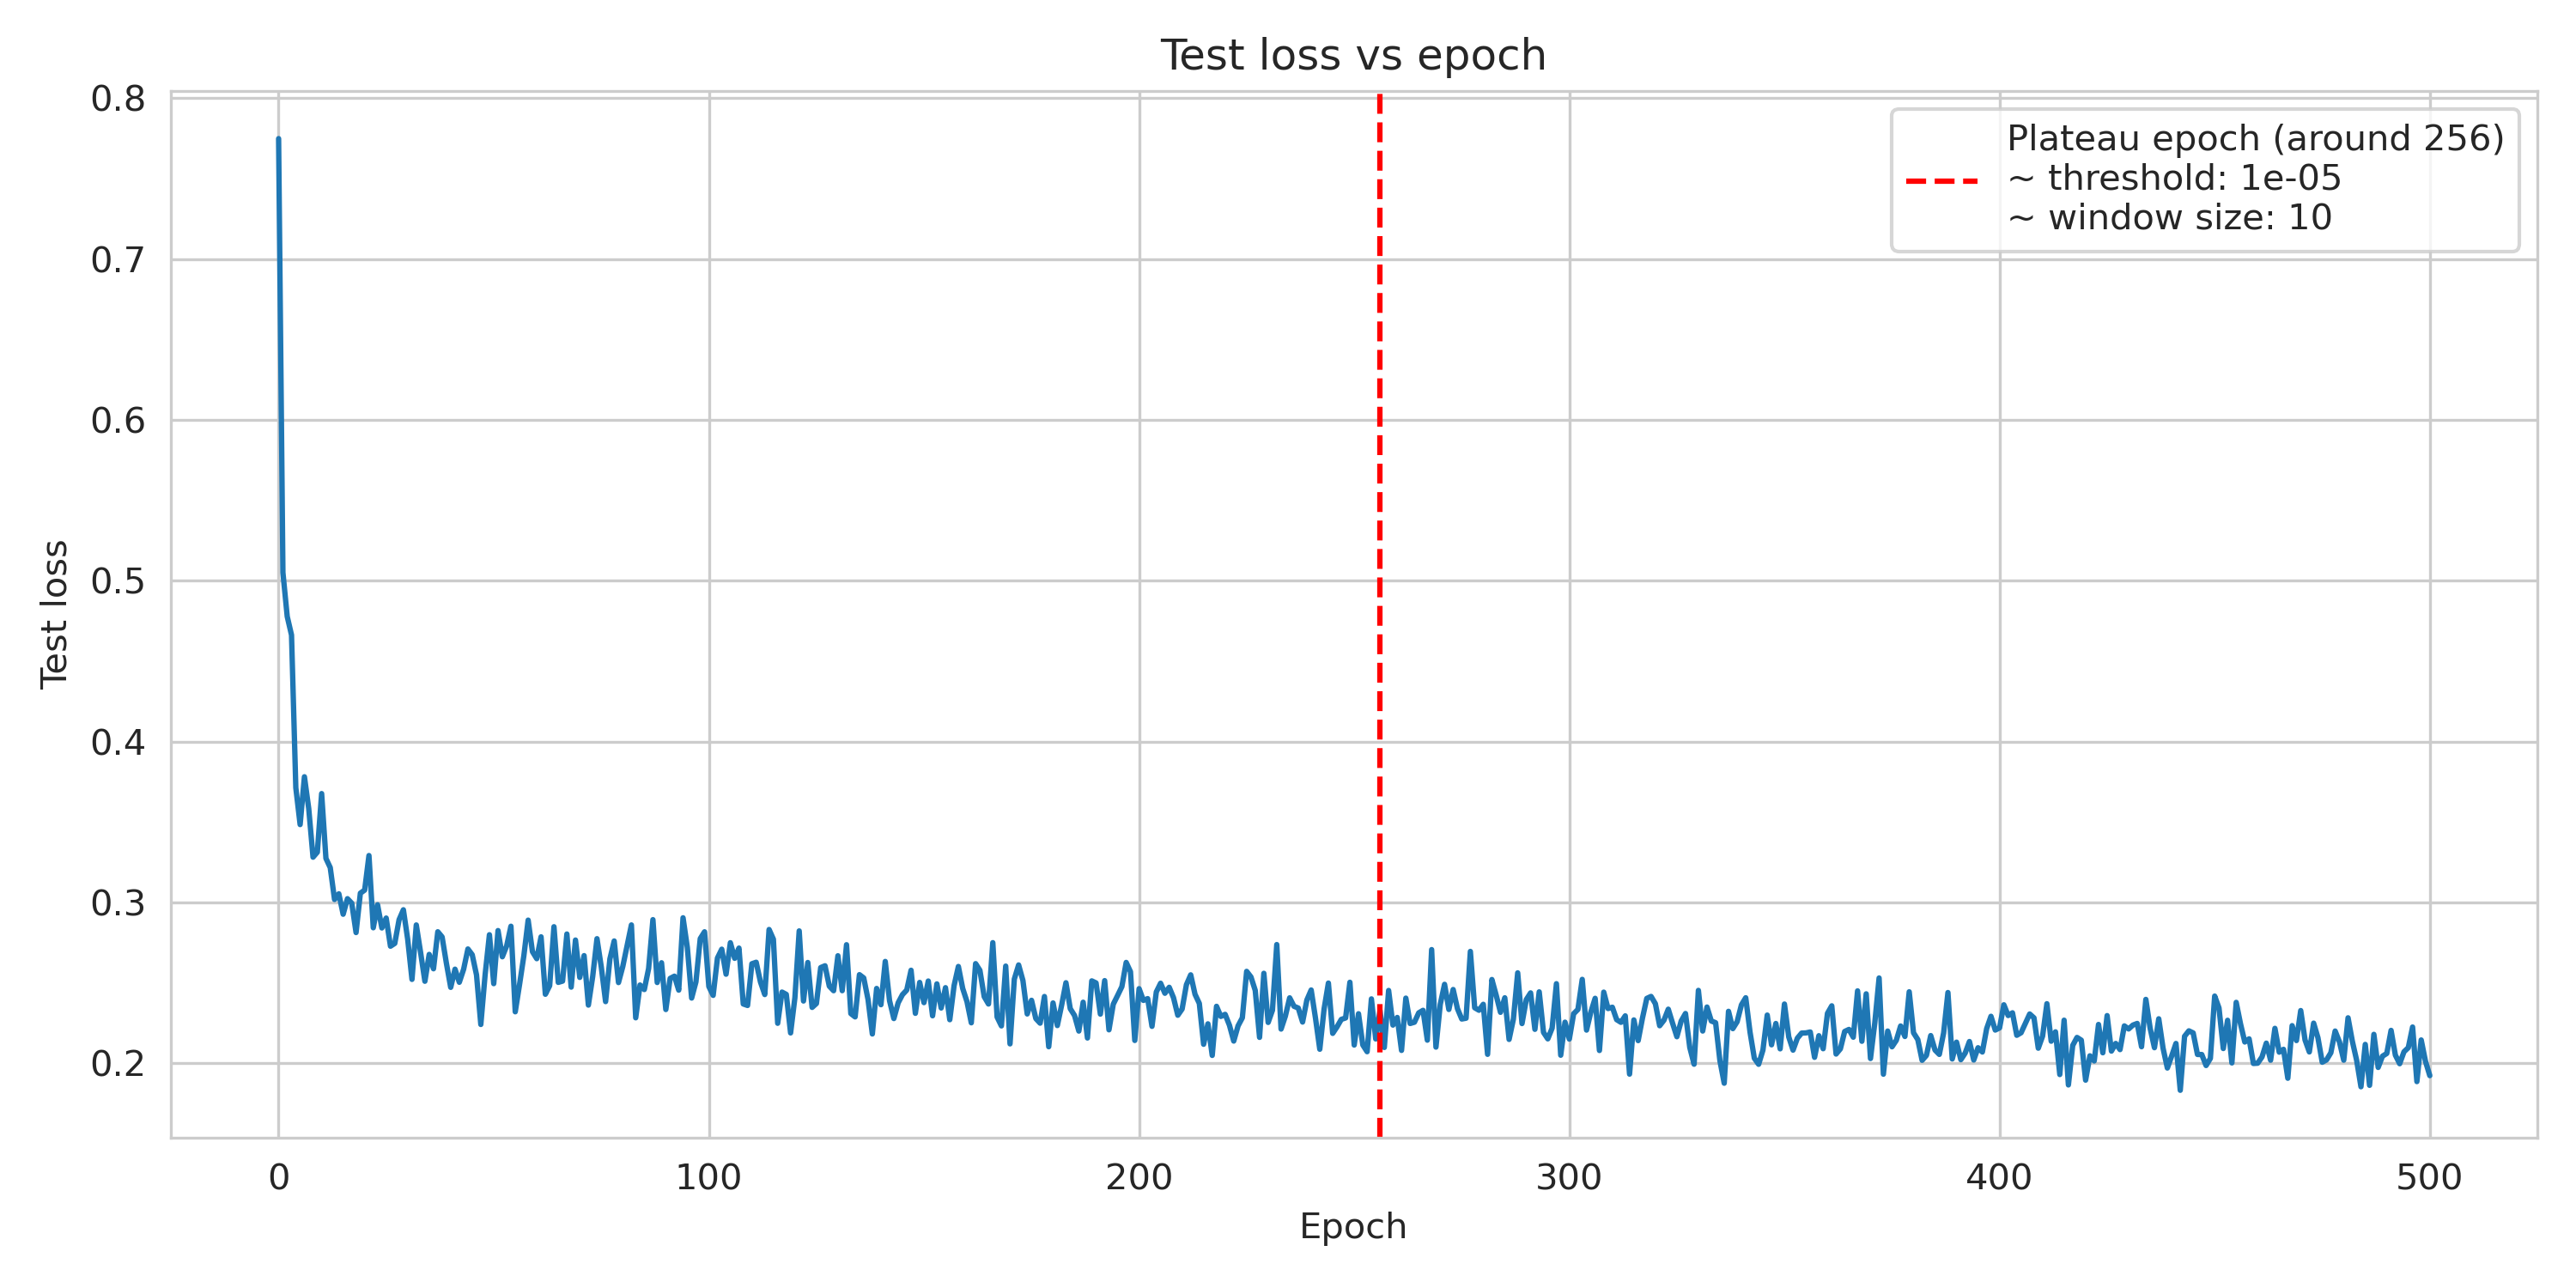 Test loss vs epoch
Plateau epoch (around 256)
~ threshold: 1e-05
~ window size: 10
Test loss
0.8
0.7
0.6
0.5
0.4
0.3
0.2
0 100 200 300 400 500
Epoch